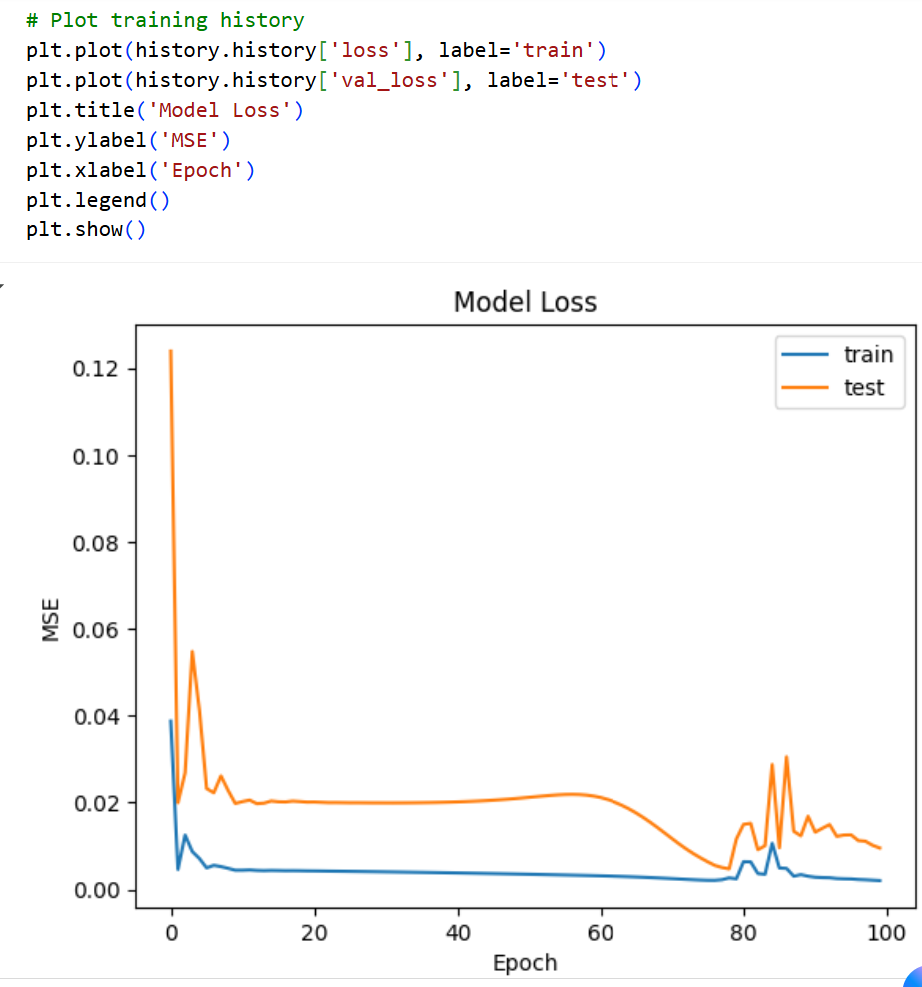 # Plot training history
plt.plot(history.history['loss'], label='train')
plt.plot(history.history['val_loss'], label='test')
plt.title('Model Loss')
plt.ylabel('MSE')
plt.xlabel('Epoch')
plt.legend()
plt.show()
Model Loss
train
test
0.12
0.10
0.08
0.06
0.04
0.02
0.00
MSE
0 20 40 60 80 100
Epoch